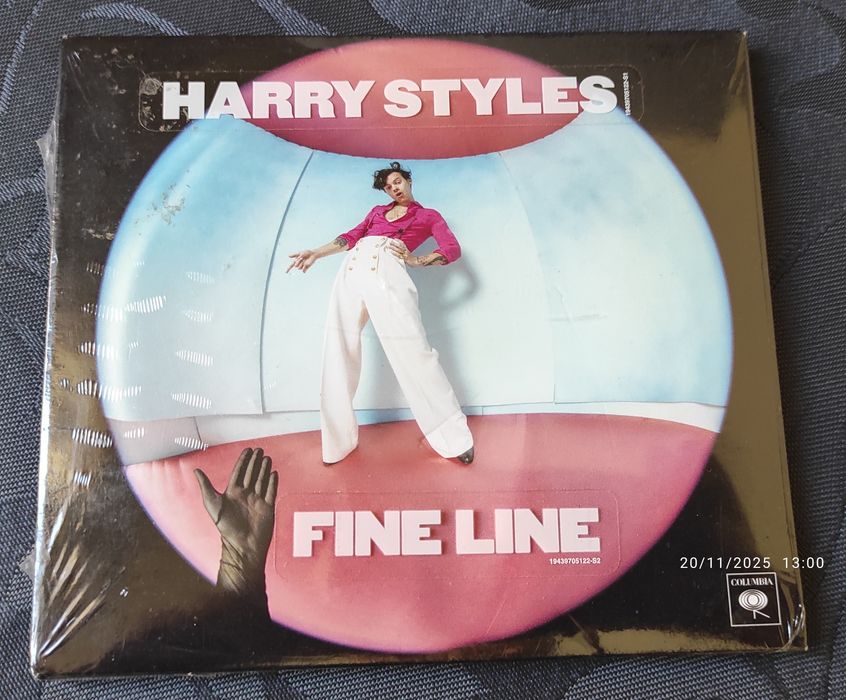 HARRY STYLES
19439705122-S1
FINE LINE
19439705122-S2
20/11/2025 13:00
COLUMBIA